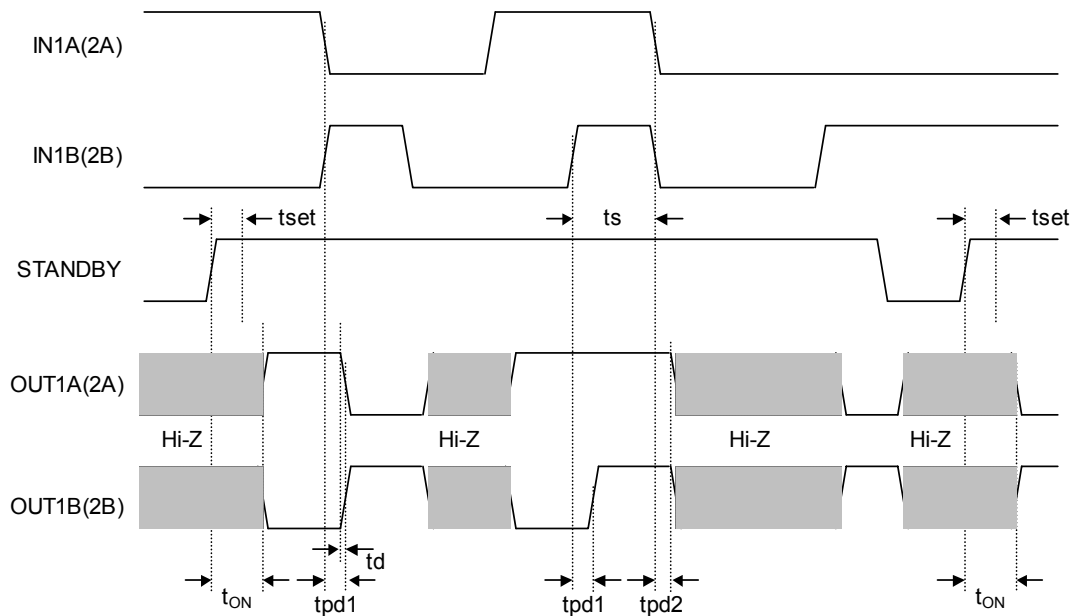 IN1A(2A)
IN1B(2B)
tset
ts
tset
STANDBY
OUT1A(2A)
Hi-Z
Hi-Z
Hi-Z
Hi-Z
OUT1B(2B)
td
tON
tpd1
tpd1
tpd2
tON